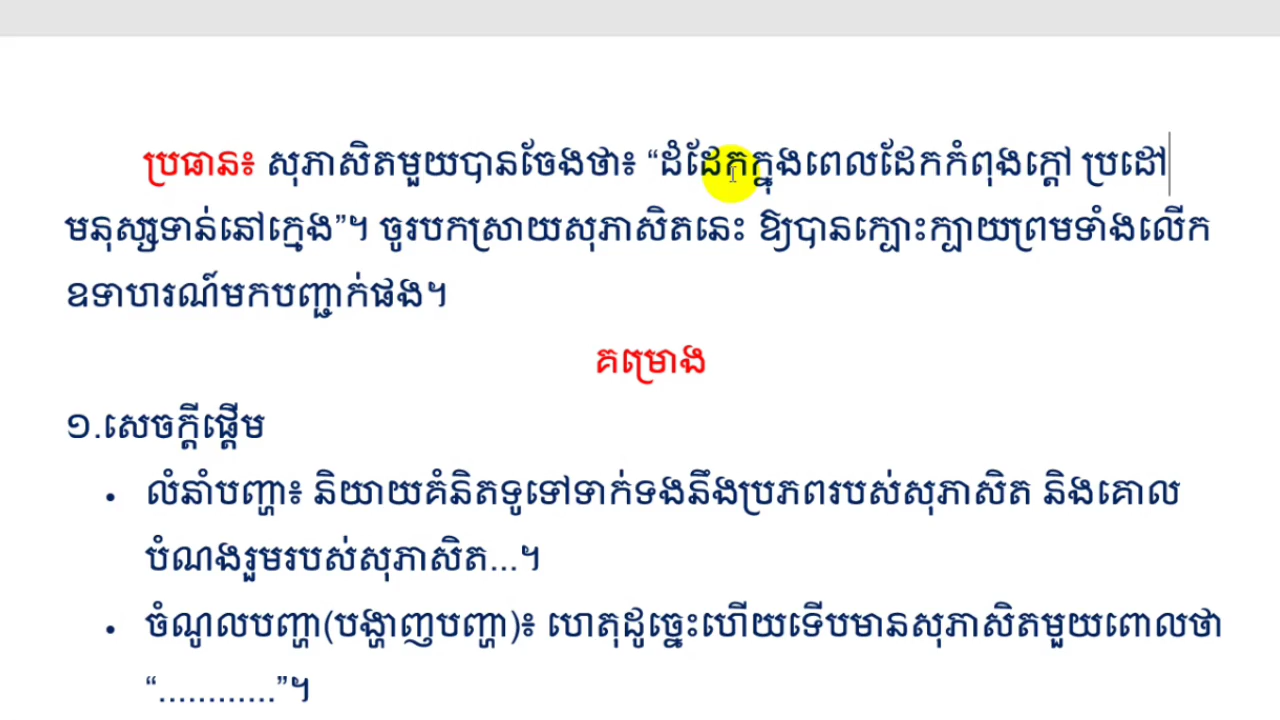 ប្រធាន៖ សុភាសិតមួយបានចែងថា៖ “ដំដែកក្នុងពេលដែកកំពុងក្ដៅ ប្រដៅ
មនុស្សទាន់នៅក្មេង”។ ចូរបកស្រាយសុភាសិតនេះ ឱ្យបានក្បោះក្បាយព្រមទាំងលើក
ឧទាហរណ៍មកបញ្ជាក់ផង។
គម្រោង
១.សេចក្ដីផ្ដើម
• លំនាំបញ្ហា៖ និយាយគំនិតទូទៅទាក់ទងនឹងប្រភពរបស់សុភាសិត និងគោល
បំណងរួមរបស់សុភាសិត...។
• ចំណូលបញ្ហា(បង្ហាញបញ្ហា)៖ ហេតុដូច្នេះហើយទើបមានសុភាសិតមួយពោលថា
“............”។